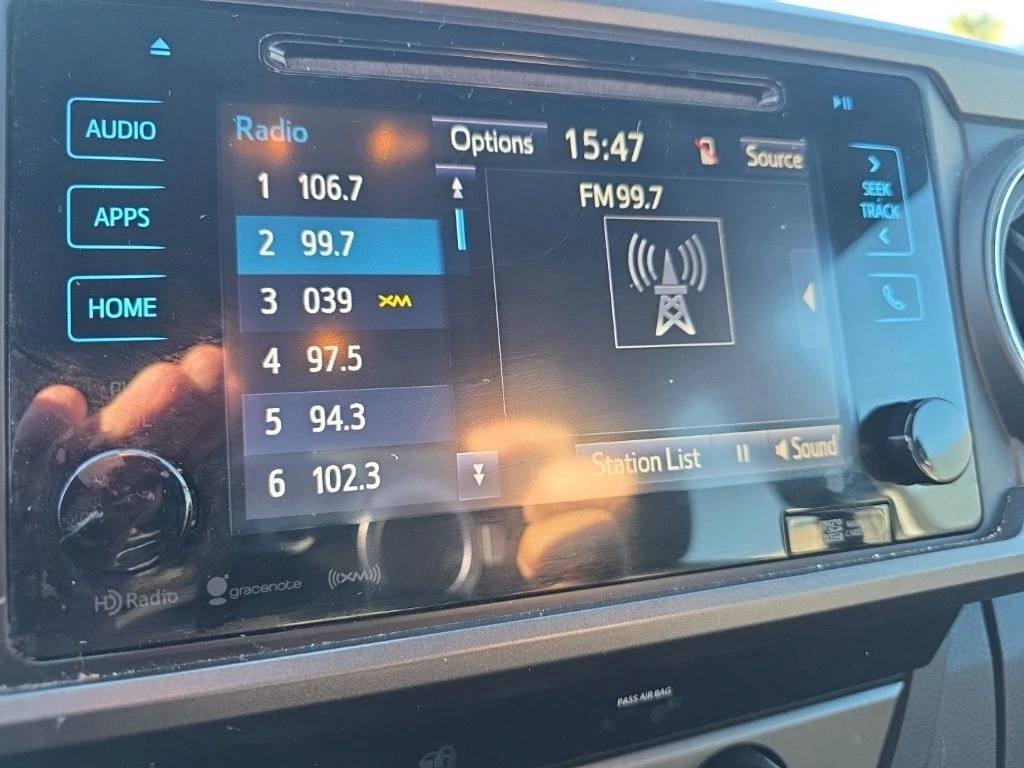 AUDIO
APPS
HOME
Radio
Options
15:47
Source
1 106.7
2 99.7
3 039 XM
4 97.5
5 94.3
6 102.3
FM 99.7
Station List
Sound
SEEK
TRACK
HD Radio
gracenote
((XM))
PASS AIR BAG